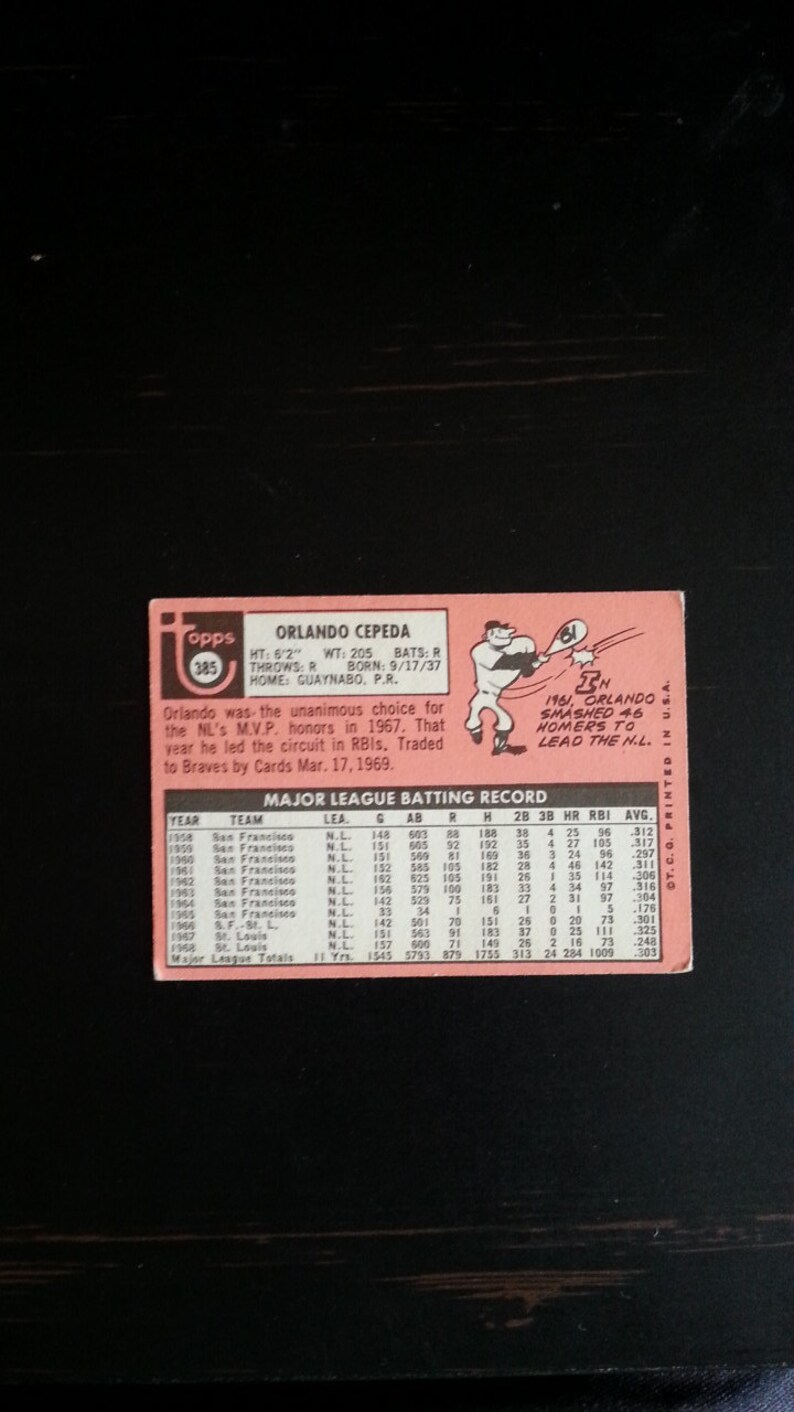 topps
385
ORLANDO CEPEDA
HT: 6'2" WT: 205 BATS: R
THROWS: R BORN: 9/17/37
HOME: GUAYNABO, P.R.
Orlando was the unanimous choice for
the NL's M.V.P. honors in 1967. That
year he led the circuit in RBIs. Traded
to Braves by Cards Mar. 17, 1969.
61
IN
1961, ORLANDO
SMASHED 46
HOMERS TO
LEAD THE N.L.
MAJOR LEAGUE BATTING RECORD
YEAR TEAM LEA. G AB R H 2B 3B HR RBI AVG.
1958 San Francisco N.L. 148 603 88 188 38 4 25 96 .312
1959 San Francisco N.L. 151 605 92 192 35 4 27 105 .317
1960 San Francisco N.L. 151 569 81 169 36 3 24 96 .297
1961 San Francisco N.L. 152 585 105 182 28 4 46 142 .311
1962 San Francisco N.L. 162 625 105 191 26 1 35 114 .306
1963 San Francisco N.L. 156 579 100 183 33 4 34 97 .316
1964 San Francisco N.L. 142 529 75 161 27 2 31 97 .304
1965 San Francisco N.L. 33 34 1 6 1 0 1 5 .176
1966 S.F.-St. L. N.L. 142 501 70 151 26 0 20 73 .301
1967 St. Louis N.L. 151 563 91 183 37 0 25 111 .325
1968 St. Louis N.L. 157 600 71 149 26 2 16 73 .248
Major League Totals 11 Yrs. 1545 5793 879 1755 313 24 284 1009 .303
©T.C.G. PRINTED IN U.S.A.